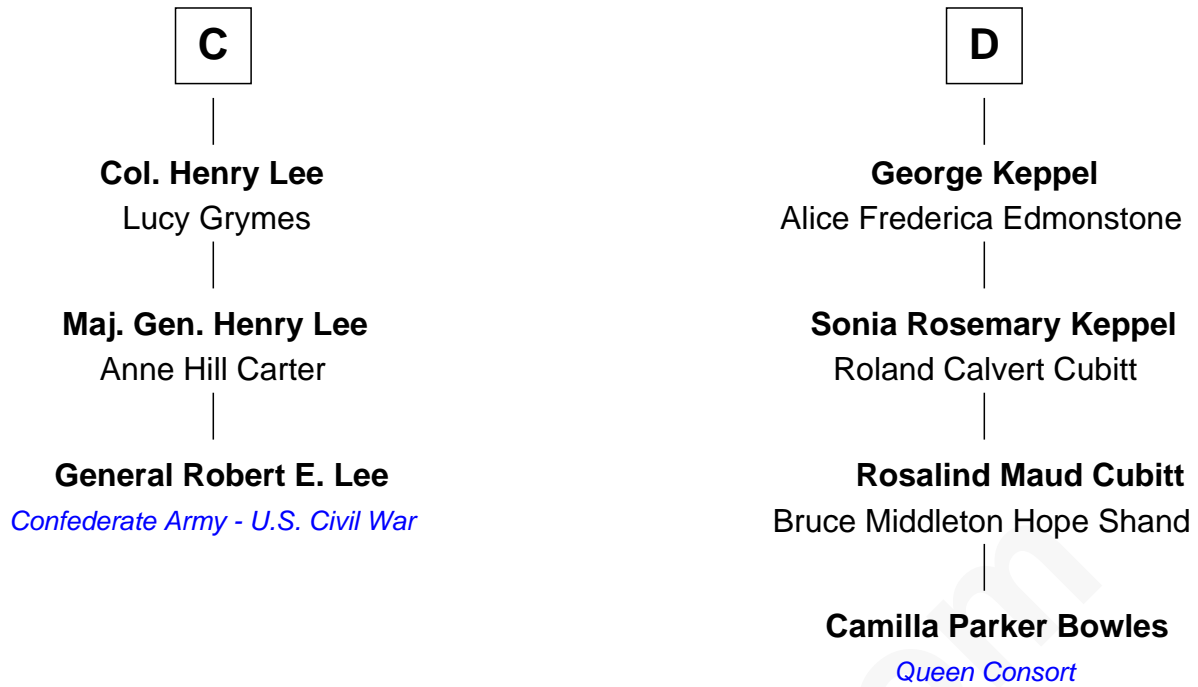 C
Col. Henry Lee
Lucy Grymes
Maj. Gen. Henry Lee
Anne Hill Carter
General Robert E. Lee
Confederate Army - U.S. Civil War
D
George Keppel
Alice Frederica Edmonstone
Sonia Rosemary Keppel
Roland Calvert Cubitt
Rosalind Maud Cubitt
Bruce Middleton Hope Shand
Camilla Parker Bowles
Queen Consort